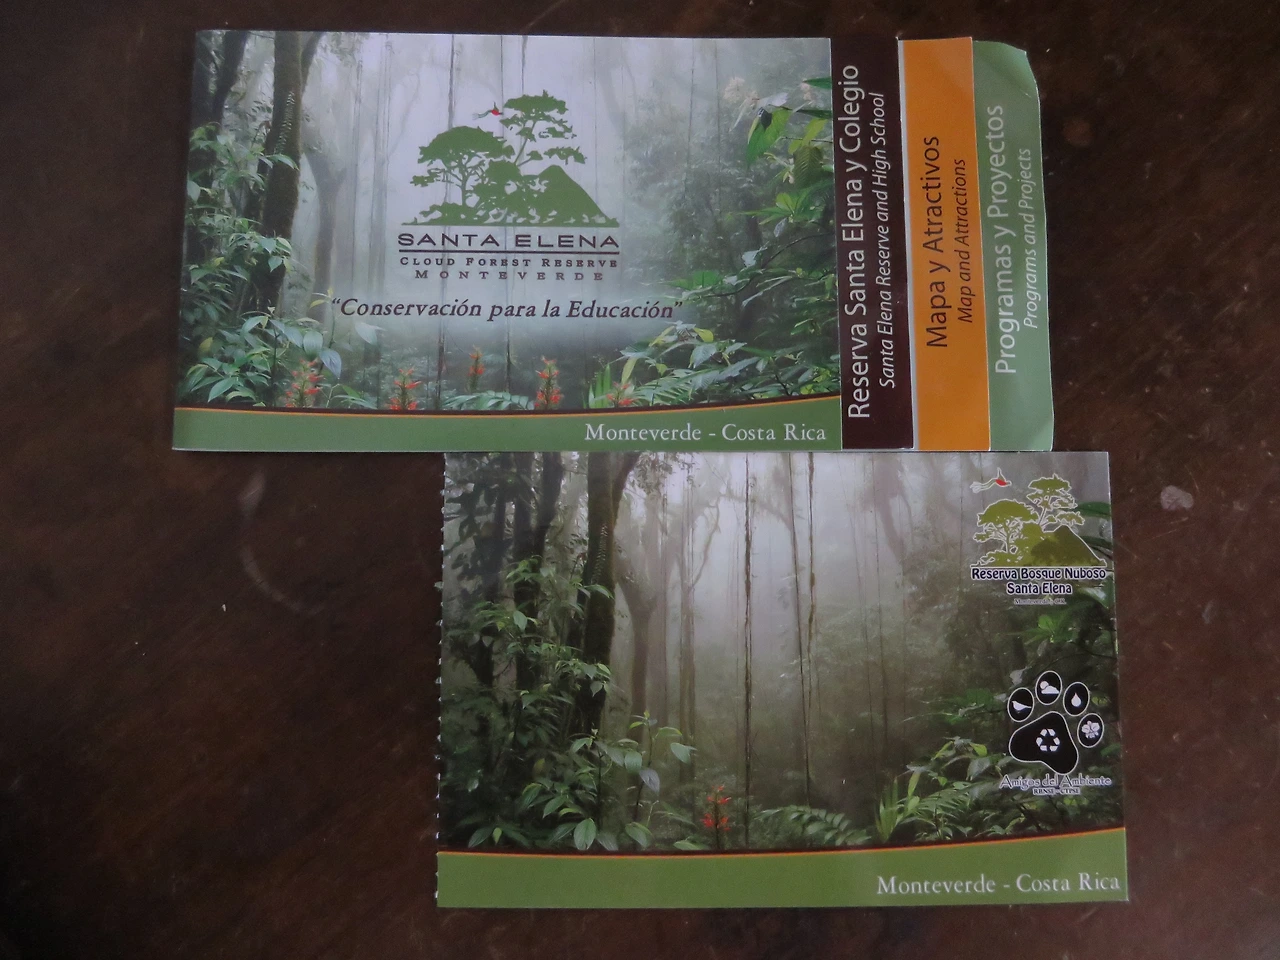 SANTA ELENA
CLOUD FOREST RESERVE
MONTEVERDE
“Conservación para la Educación”
Monteverde - Costa Rica
Reserva Santa Elena y Colegio
Santa Elena Reserve and High School
Mapa y Atractivos
Map and Attractions
Programas y Proyectos
Programs and Projects
Reserva Bosque Nuboso
Santa Elena
Amigos del Ambiente
Monteverde - Costa Rica